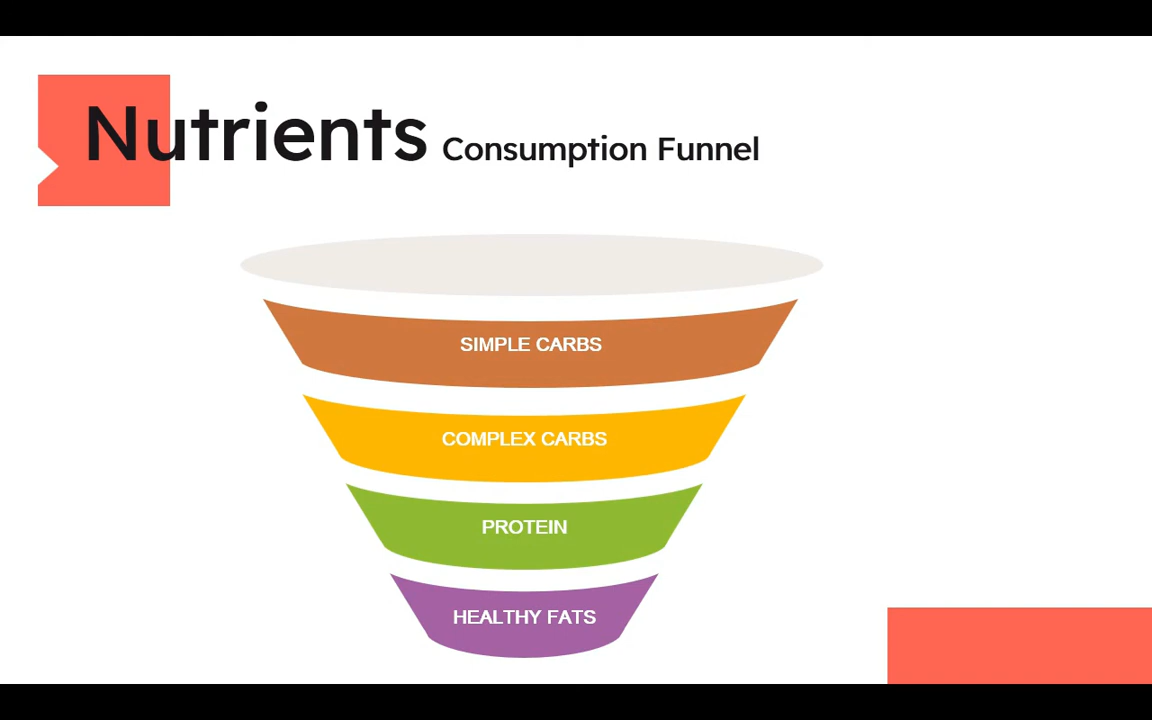 Nutrients Consumption Funnel
SIMPLE CARBS
COMPLEX CARBS
PROTEIN
HEALTHY FATS